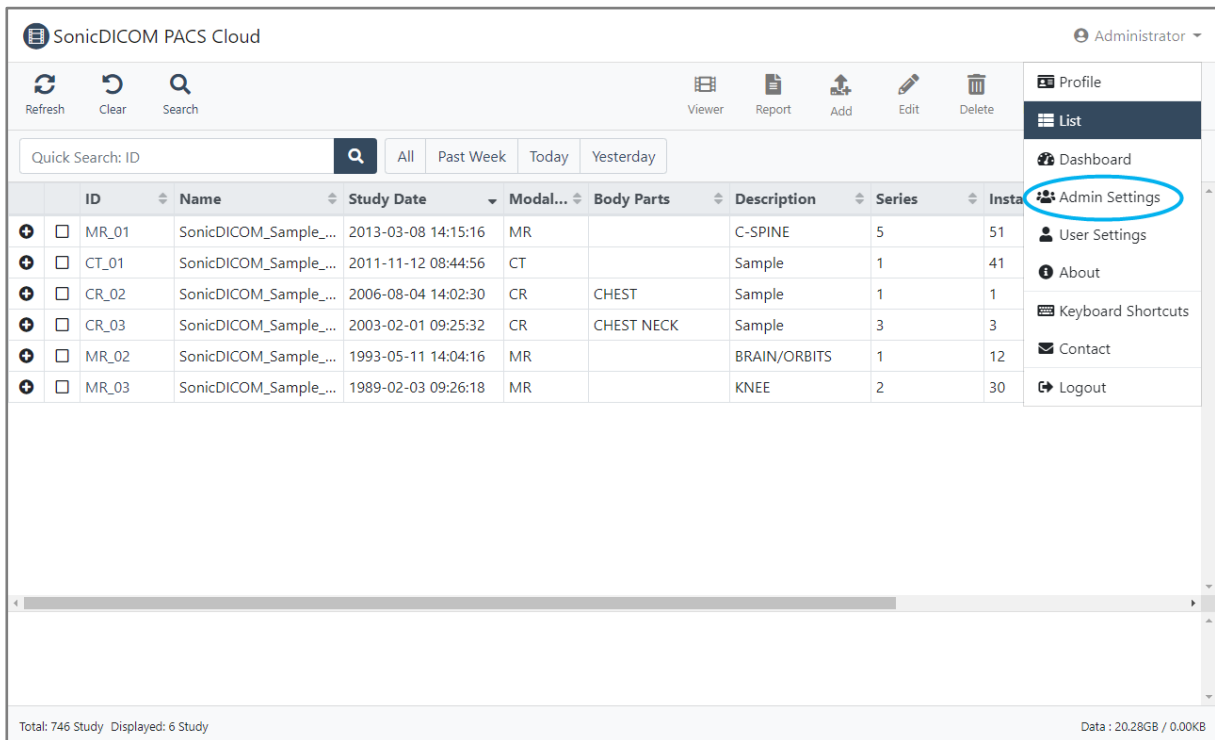 SonicDICOM PACS Cloud Administrator
Refresh Clear Search Viewer Report Add Edit Delete
Quick Search: ID All Past Week Today Yesterday
ID Name Study Date Modal... Body Parts Description Series Insta
MR_01 SonicDICOM_Sample_... 2013-03-08 14:15:16 MR C-SPINE 5 51
CT_01 SonicDICOM_Sample_... 2011-11-12 08:44:56 CT Sample 1 41
CR_02 SonicDICOM_Sample_... 2006-08-04 14:02:30 CR CHEST Sample 1 1
CR_03 SonicDICOM_Sample_... 2003-02-01 09:25:32 CR CHEST NECK Sample 3 3
MR_02 SonicDICOM_Sample_... 1993-05-11 14:04:16 MR BRAIN/ORBITS 1 12
MR_03 SonicDICOM_Sample_... 1989-02-03 09:26:18 MR KNEE 2 30
Profile
List
Dashboard
Admin Settings
User Settings
About
Keyboard Shortcuts
Contact
Logout
Total: 746 Study Displayed: 6 Study Data : 20.28GB / 0.00KB